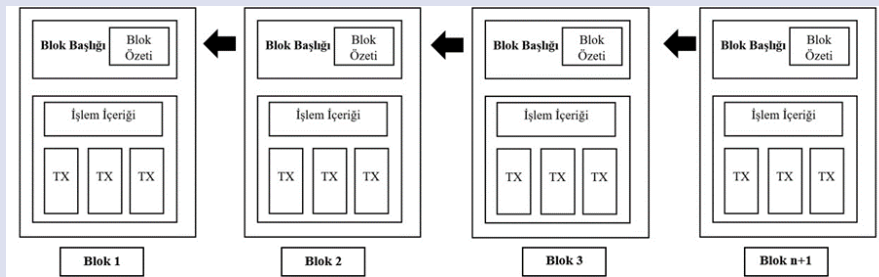 Blok Başlığı
Blok
Özeti
İşlem İçeriği
TX TX TX
Blok 1
Blok Başlığı
Blok
Özeti
İşlem İçeriği
TX TX TX
Blok 2
Blok Başlığı
Blok
Özeti
İşlem İçeriği
TX TX TX
Blok 3
Blok Başlığı
Blok
Özeti
İşlem İçeriği
TX TX TX
Blok n+1